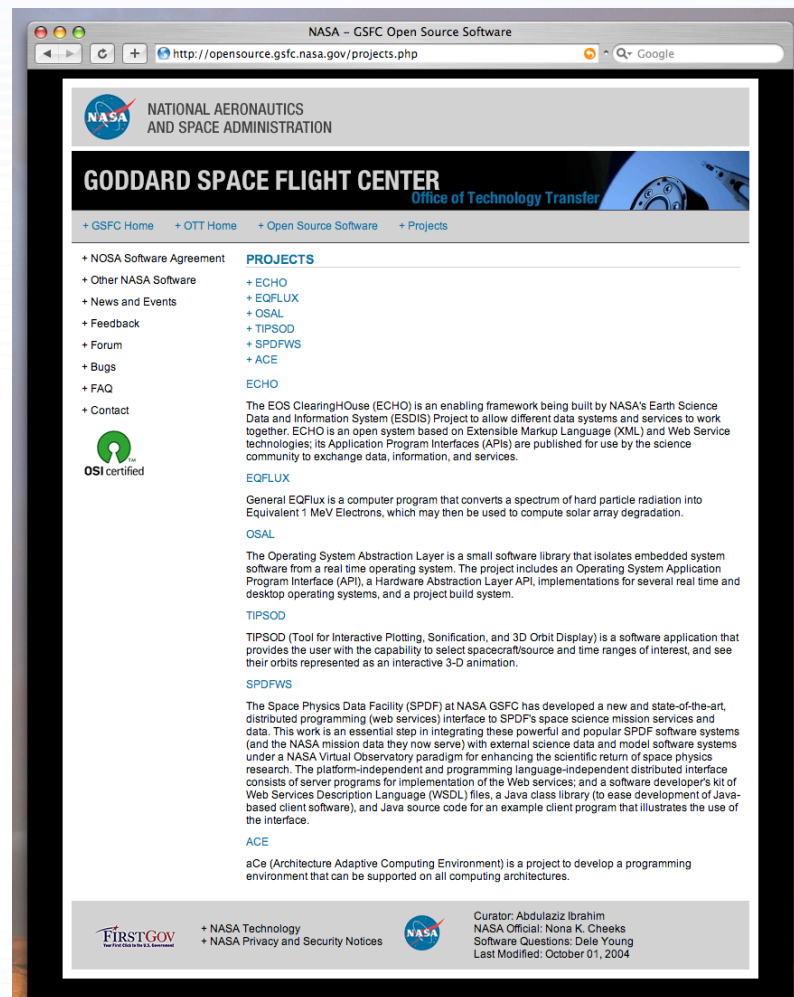 NASA – GSFC Open Source Software
http://opensource.gsfc.nasa.gov/projects.php
Google
NASA
NATIONAL AERONAUTICS
AND SPACE ADMINISTRATION
GODDARD SPACE FLIGHT CENTER
Office of Technology Transfer
+ GSFC Home + OTT Home + Open Source Software + Projects
+ NOSA Software Agreement
+ Other NASA Software
+ News and Events
+ Feedback
+ Forum
+ Bugs
+ FAQ
+ Contact
TM
OSI certified
PROJECTS
+ ECHO
+ EQFLUX
+ OSAL
+ TIPSOD
+ SPDFWS
+ ACE
ECHO
The EOS ClearingHOuse (ECHO) is an enabling framework being built by NASA's Earth Science
Data and Information System (ESDIS) Project to allow different data systems and services to work
together. ECHO is an open system based on Extensible Markup Language (XML) and Web Service
technologies; its Application Program Interfaces (APIs) are published for use by the science
community to exchange data, information, and services.
EQFLUX
General EQFlux is a computer program that converts a spectrum of hard particle radiation into
Equivalent 1 MeV Electrons, which may then be used to compute solar array degradation.
OSAL
The Operating System Abstraction Layer is a small software library that isolates embedded system
software from a real time operating system. The project includes an Operating System Application
Program Interface (API), a Hardware Abstraction Layer API, implementations for several real time and
desktop operating systems, and a project build system.
TIPSOD
TIPSOD (Tool for Interactive Plotting, Sonification, and 3D Orbit Display) is a software application that
provides the user with the capability to select spacecraft/source and time ranges of interest, and see
their orbits represented as an interactive 3-D animation.
SPDFWS
The Space Physics Data Facility (SPDF) at NASA GSFC has developed a new and state-of-the-art,
distributed programming (web services) interface to SPDF's space science mission services and
data. This work is an essential step in integrating these powerful and popular SPDF software systems
(and the NASA mission data they now serve) with external science data and model software systems
under a NASA Virtual Observatory paradigm for enhancing the scientific return of space physics
research. The platform-independent and programming language-independent distributed interface
consists of server programs for implementation of the Web services; and a software developer's kit of
Web Services Description Language (WSDL) files, a Java class library (to ease development of Java-
based client software), and Java source code for an example client program that illustrates the use of
the interface.
ACE
aCe (Architecture Adaptive Computing Environment) is a project to develop a programming
environment that can be supported on all computing architectures.
FIRSTGOV
Your First Click to the U.S. Government
+ NASA Technology
+ NASA Privacy and Security Notices
NASA
Curator: Abdulaziz Ibrahim
NASA Official: Nona K. Cheeks
Software Questions: Dele Young
Last Modified: October 01, 2004